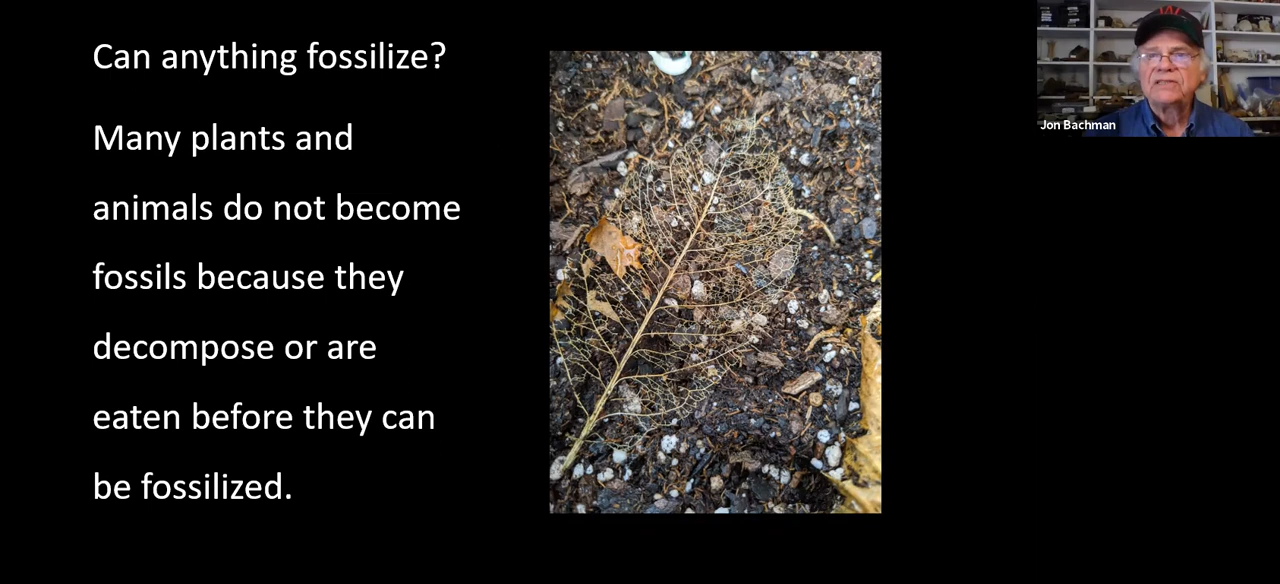 Can anything fossilize?
Many plants and
animals do not become
fossils because they
decompose or are
eaten before they can
be fossilized.
Jon Bachman